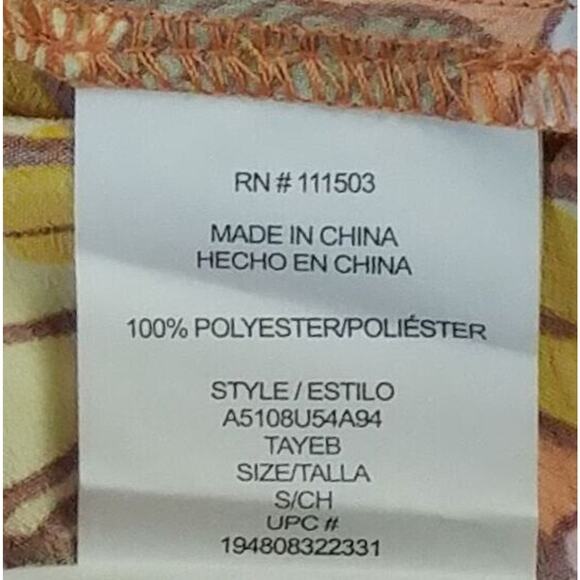 RN # 111503
MADE IN CHINA
HECHO EN CHINA
100% POLYESTER/POLIÉSTER
STYLE / ESTILO
A5108U54A94
TAYEB
SIZE/TALLA
S/CH
UPC #
194808322331